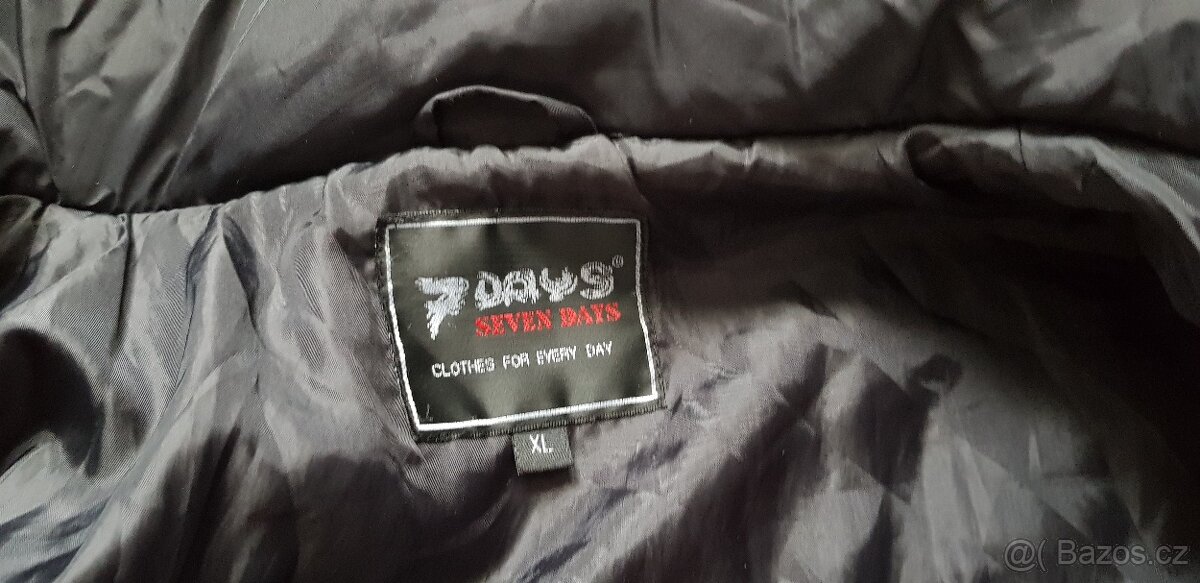 7 DAYS®
SEVEN DAYS
CLOTHES FOR EVERY DAY
XL
@( Bazos.cz